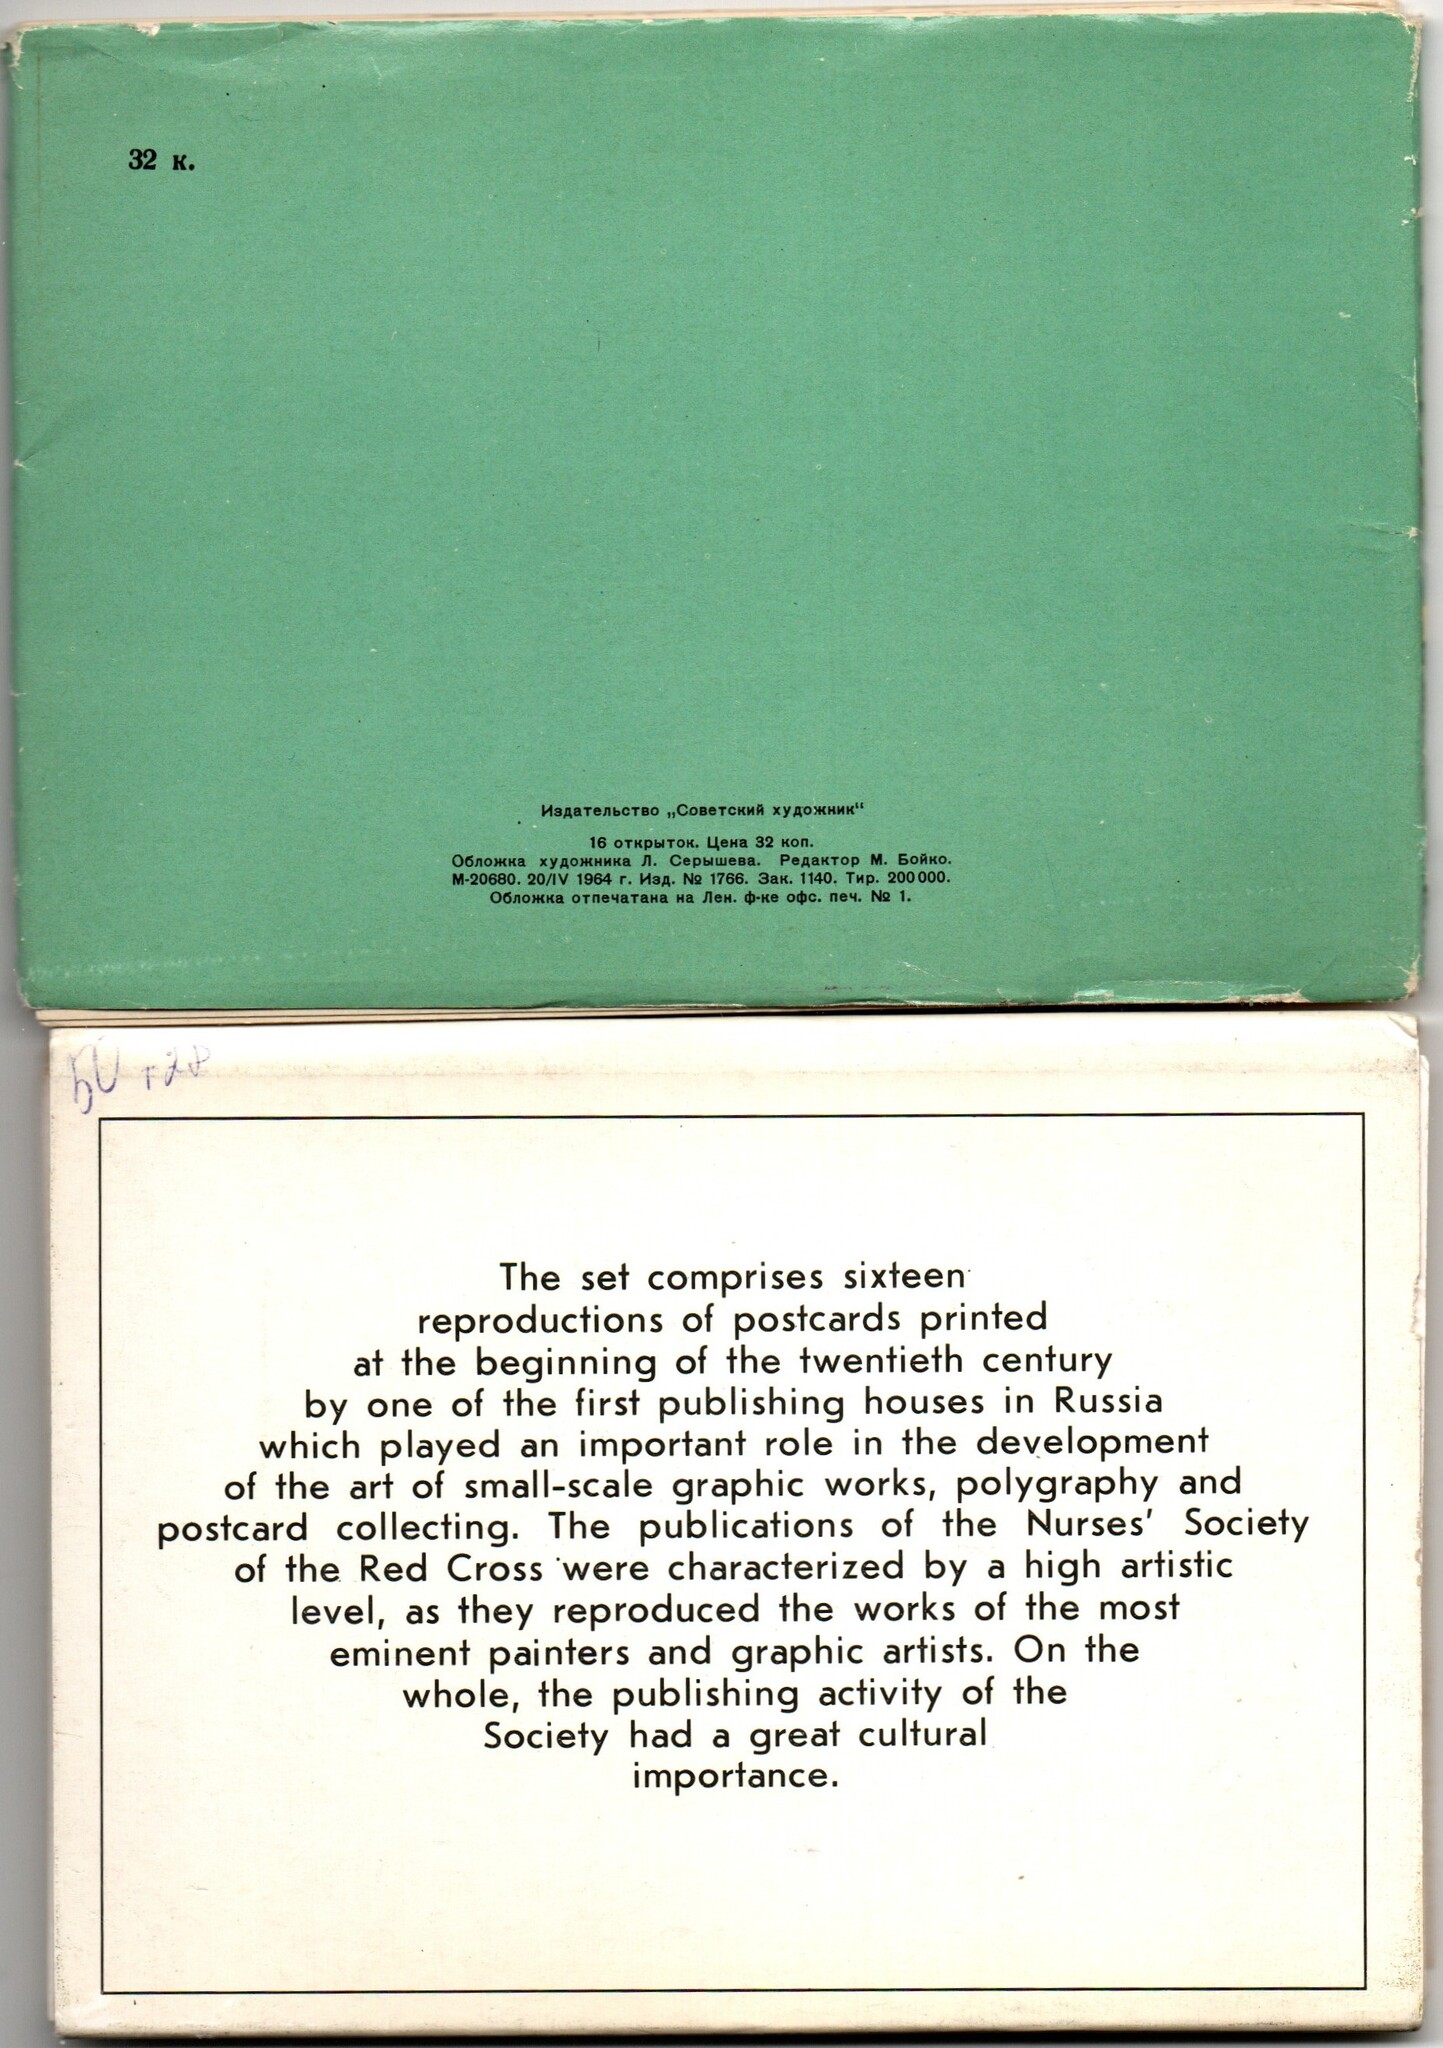 32 к.
Издательство „Советский художник“
16 открыток. Цена 32 коп.
Обложка художника Л. Серышева. Редактор М. Бойко.
М-20680. 20/IV 1964 г. Изд. № 1766. Зак. 1140. Тир. 200 000.
Обложка отпечатана на Лен. ф-ке офс. печ. № 1.
The set comprises sixteen
reproductions of postcards printed
at the beginning of the twentieth century
by one of the first publishing houses in Russia
which played an important role in the development
of the art of small-scale graphic works, polygraphy and
postcard collecting. The publications of the Nurses’ Society
of the Red Cross were characterized by a high artistic
level, as they reproduced the works of the most
eminent painters and graphic artists. On the
whole, the publishing activity of the
Society had a great cultural
importance.